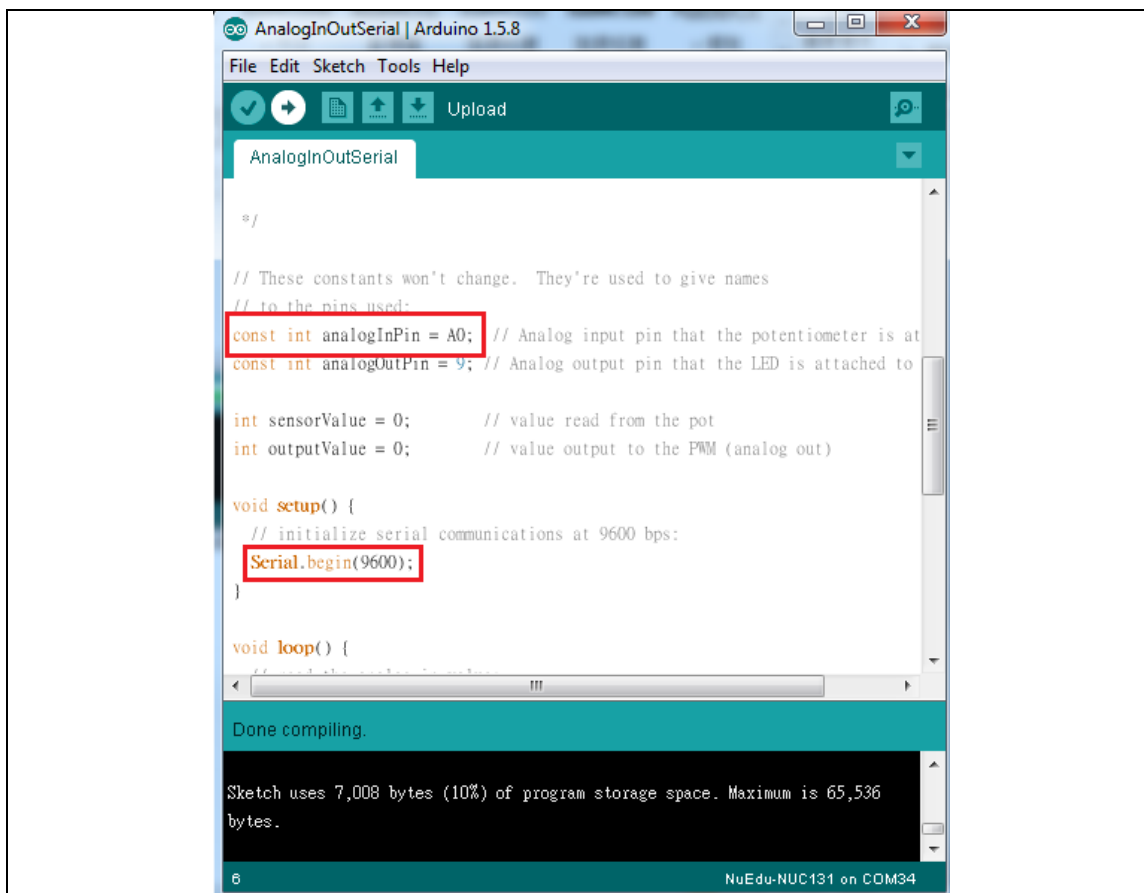 AnalogInOutSerial | Arduino 1.5.8
File Edit Sketch Tools Help
Upload
AnalogInOutSerial
*/
// These constants won't change.  They're used to give names
// to the pins used:
const int analogInPin = A0;  // Analog input pin that the potentiometer is at
const int analogOutPin = 9; // Analog output pin that the LED is attached to
int sensorValue = 0;        // value read from the pot
int outputValue = 0;        // value output to the PWM (analog out)
void setup() {
  // initialize serial communications at 9600 bps:
  Serial.begin(9600);
}
void loop() {
Done compiling.
Sketch uses 7,008 bytes (10%) of program storage space. Maximum is 65,536
bytes.
6 NuEdu-NUC131 on COM34